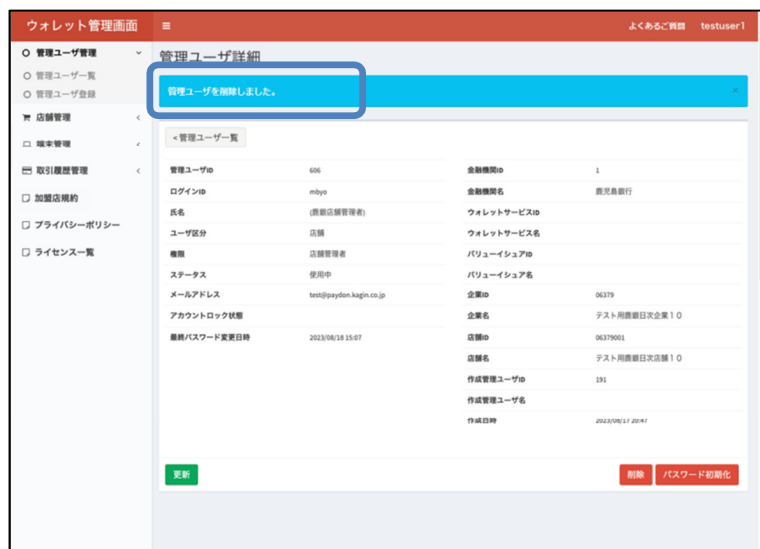 ウォレット管理画面
よくあるご質問 testuser1
管理ユーザ管理
管理ユーザ一覧
管理ユーザ登録
店舗管理
端末管理
取引履歴管理
加盟店規約
プライバシーポリシー
ライセンス一覧
管理ユーザ詳細
管理ユーザを削除しました。 ×
<管理ユーザ一覧
管理ユーザID 606
ログインID mbyo
氏名 (鹿銀店舗管理者)
ユーザ区分 店舗
権限 店舗管理者
ステータス 使用中
メールアドレス test@paydon.kagin.co.jp
アカウントロック状態
最終パスワード変更日時 2023/08/18 15:07
金融機関ID 1
金融機関名 鹿児島銀行
ウォレットサービスID
ウォレットサービス名
バリューイシュアID
バリューイシュア名
企業ID 06379
企業名 テスト用鹿銀日次企業10
店舗ID 06379001
店舗名 テスト用鹿銀日次店舗10
作成管理ユーザID 191
作成管理ユーザ名
作成日時 2023/08/17 20:47
更新
削除 パスワード初期化